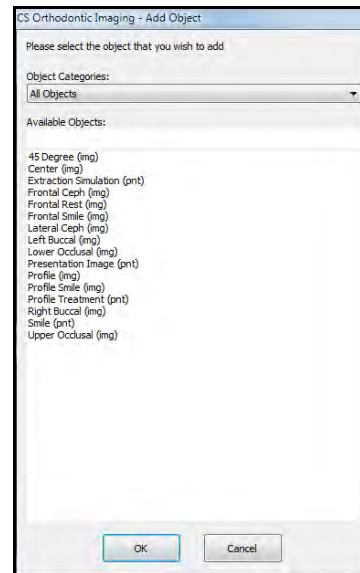 CS Orthodontic Imaging - Add Object
Please select the object that you wish to add
Object Categories:
All Objects
Available Objects:
45 Degree (img)
Center (img)
Extraction Simulation (pnt)
Frontal Ceph (img)
Frontal Rest (img)
Frontal Smile (img)
Lateral Ceph (img)
Left Buccal (img)
Lower Occlusal (img)
Presentation Image (pnt)
Profile (img)
Profile Smile (img)
Profile Treatment (pnt)
Right Buccal (img)
Smile (pnt)
Upper Occlusal (img)
OK
Cancel